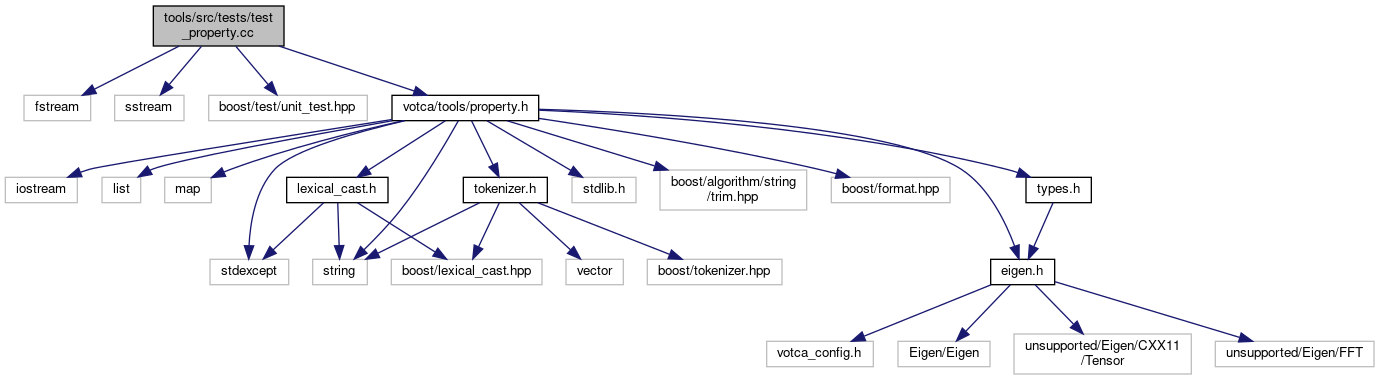 tools/src/tests/test
_property.cc
fstream
sstream
boost/test/unit_test.hpp
votca/tools/property.h
iostream
list
map
lexical_cast.h
tokenizer.h
stdlib.h
boost/algorithm/string
/trim.hpp
boost/format.hpp
types.h
stdexcept
string
boost/lexical_cast.hpp
vector
boost/tokenizer.hpp
eigen.h
votca_config.h
Eigen/Eigen
unsupported/Eigen/CXX11
/Tensor
unsupported/Eigen/FFT